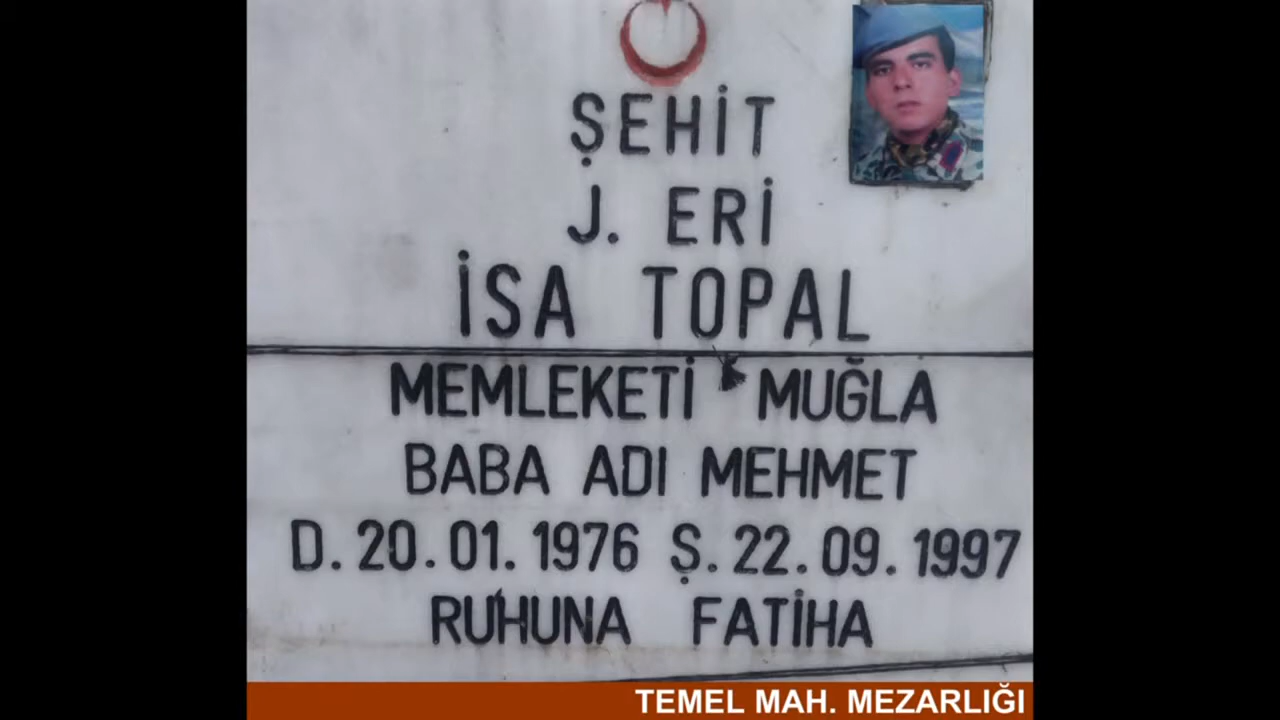 ŞEHİT
J. ERİ
İSA TOPAL
MEMLEKETİ MUĞLA
BABA ADI MEHMET
D. 20.01.1976 Ş. 22.09.1997
RUHUNA FATİHA
TEMEL MAH. MEZARLIĞI